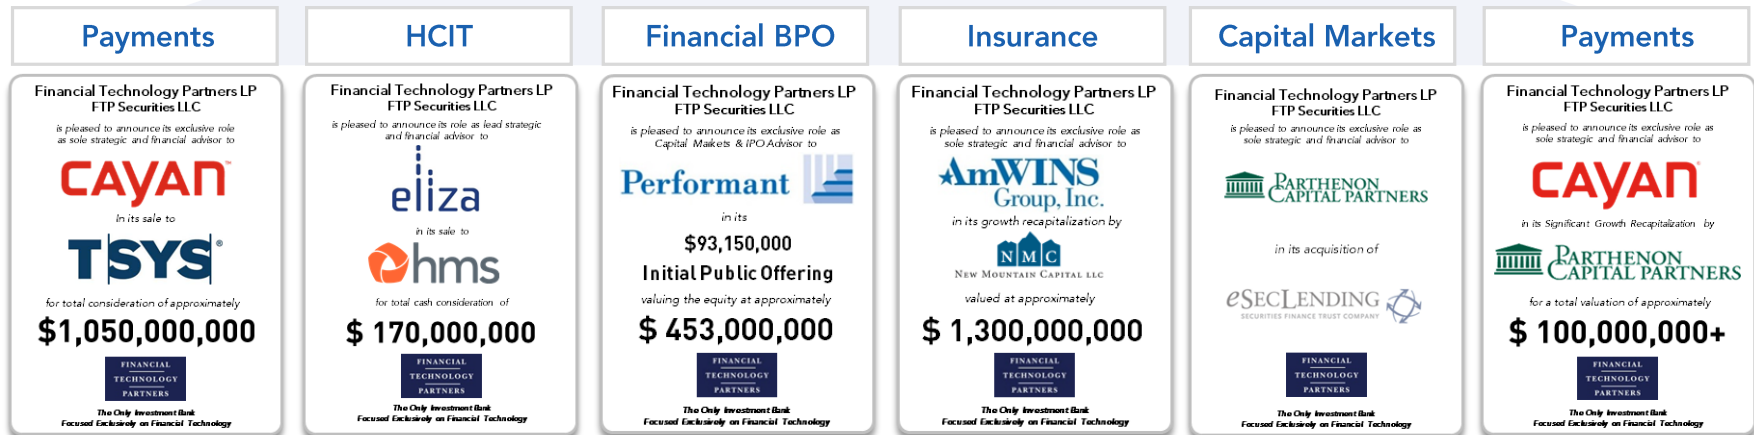 Payments
Financial Technology Partners LP
FTP Securities LLC
is pleased to announce its exclusive role
as sole strategic and financial advisor to
CAYAN™
In its sale to
TSYS®
for total consideration of approximately
$1,050,000,000
FINANCIAL
TECHNOLOGY
PARTNERS
The Only Investment Bank
Focused Exclusively on Financial Technology
HCIT
Financial Technology Partners LP
FTP Securities LLC
is pleased to announce its role as lead strategic
and financial advisor to
eliza
in its sale to
hms
for total cash consideration of
$ 170,000,000
FINANCIAL
TECHNOLOGY
PARTNERS
The Only Investment Bank
Focused Exclusively on Financial Technology
Financial BPO
Financial Technology Partners LP
FTP Securities LLC
is pleased to announce its exclusive role as
Capital Markets & IPO Advisor to
Performant
in its
$93,150,000
Initial Public Offering
valuing the equity at approximately
$ 453,000,000
FINANCIAL
TECHNOLOGY
PARTNERS
The Only Investment Bank
Focused Exclusively on Financial Technology
Insurance
Financial Technology Partners LP
FTP Securities LLC
is pleased to announce its exclusive role as
sole strategic and financial advisor to
AmWINS
Group, Inc.
in its growth recapitalization by
NMC
NEW MOUNTAIN CAPITAL LLC
valued at approximately
$ 1,300,000,000
FINANCIAL
TECHNOLOGY
PARTNERS
The Only Investment Bank
Focused Exclusively on Financial Technology
Capital Markets
Financial Technology Partners LP
FTP Securities LLC
is pleased to announce its exclusive role as
sole strategic and financial advisor to
PARTHENON
CAPITAL PARTNERS
in its acquisition of
eSECLENDING
SECURITIES FINANCE TRUST COMPANY
FINANCIAL
TECHNOLOGY
PARTNERS
The Only Investment Bank
Focused Exclusively on Financial Technology
Payments
Financial Technology Partners LP
FTP Securities LLC
is pleased to announce its exclusive role as
sole strategic and financial advisor to
CAYAN
in its Significant Growth Recapitalization by
PARTHENON
CAPITAL PARTNERS
for a total valuation of approximately
$ 100,000,000+
FINANCIAL
TECHNOLOGY
PARTNERS
The Only Investment Bank
Focused Exclusively on Financial Technology